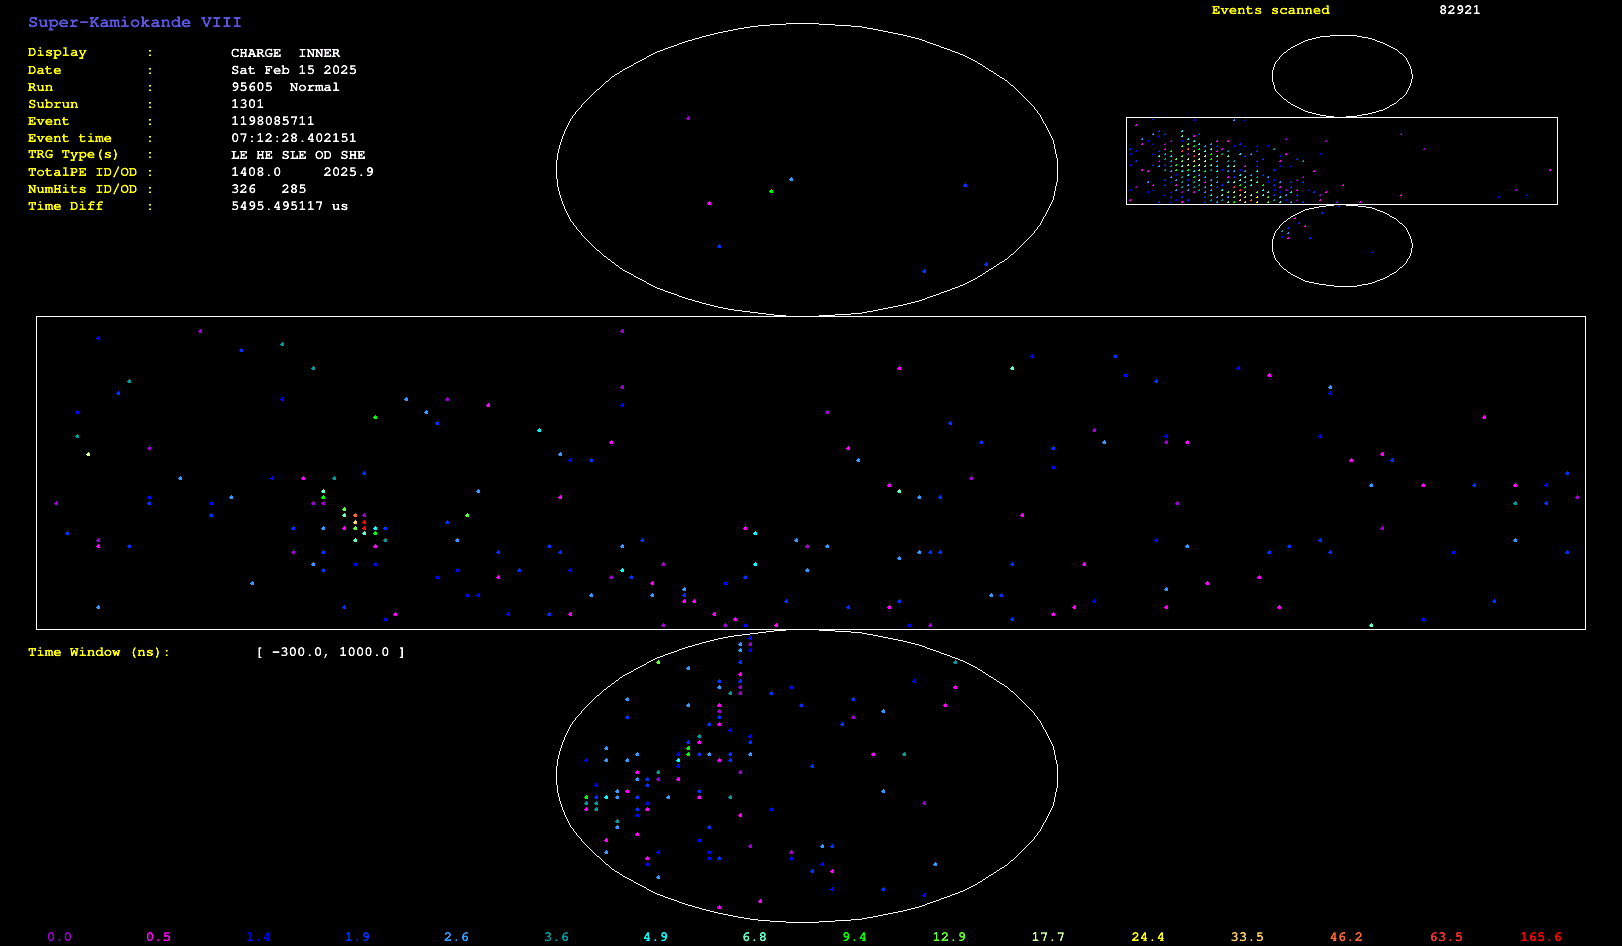 Super-Kamiokande VIII
Events scanned 82921
Display : CHARGE INNER
Date : Sat Feb 15 2025
Run : 95605 Normal
Subrun : 1301
Event : 1198085711
Event time : 07:12:28.402151
TRG Type(s) : LE HE SLE OD SHE
TotalPE ID/OD : 1408.0 2025.9
NumHits ID/OD : 326 285
Time Diff : 5495.495117 us
Time Window (ns): [ -300.0, 1000.0 ]
0.0 0.5 1.4 1.9 2.6 3.6 4.9 6.8 9.4 12.9 17.7 24.4 33.5 46.2 63.5 165.6